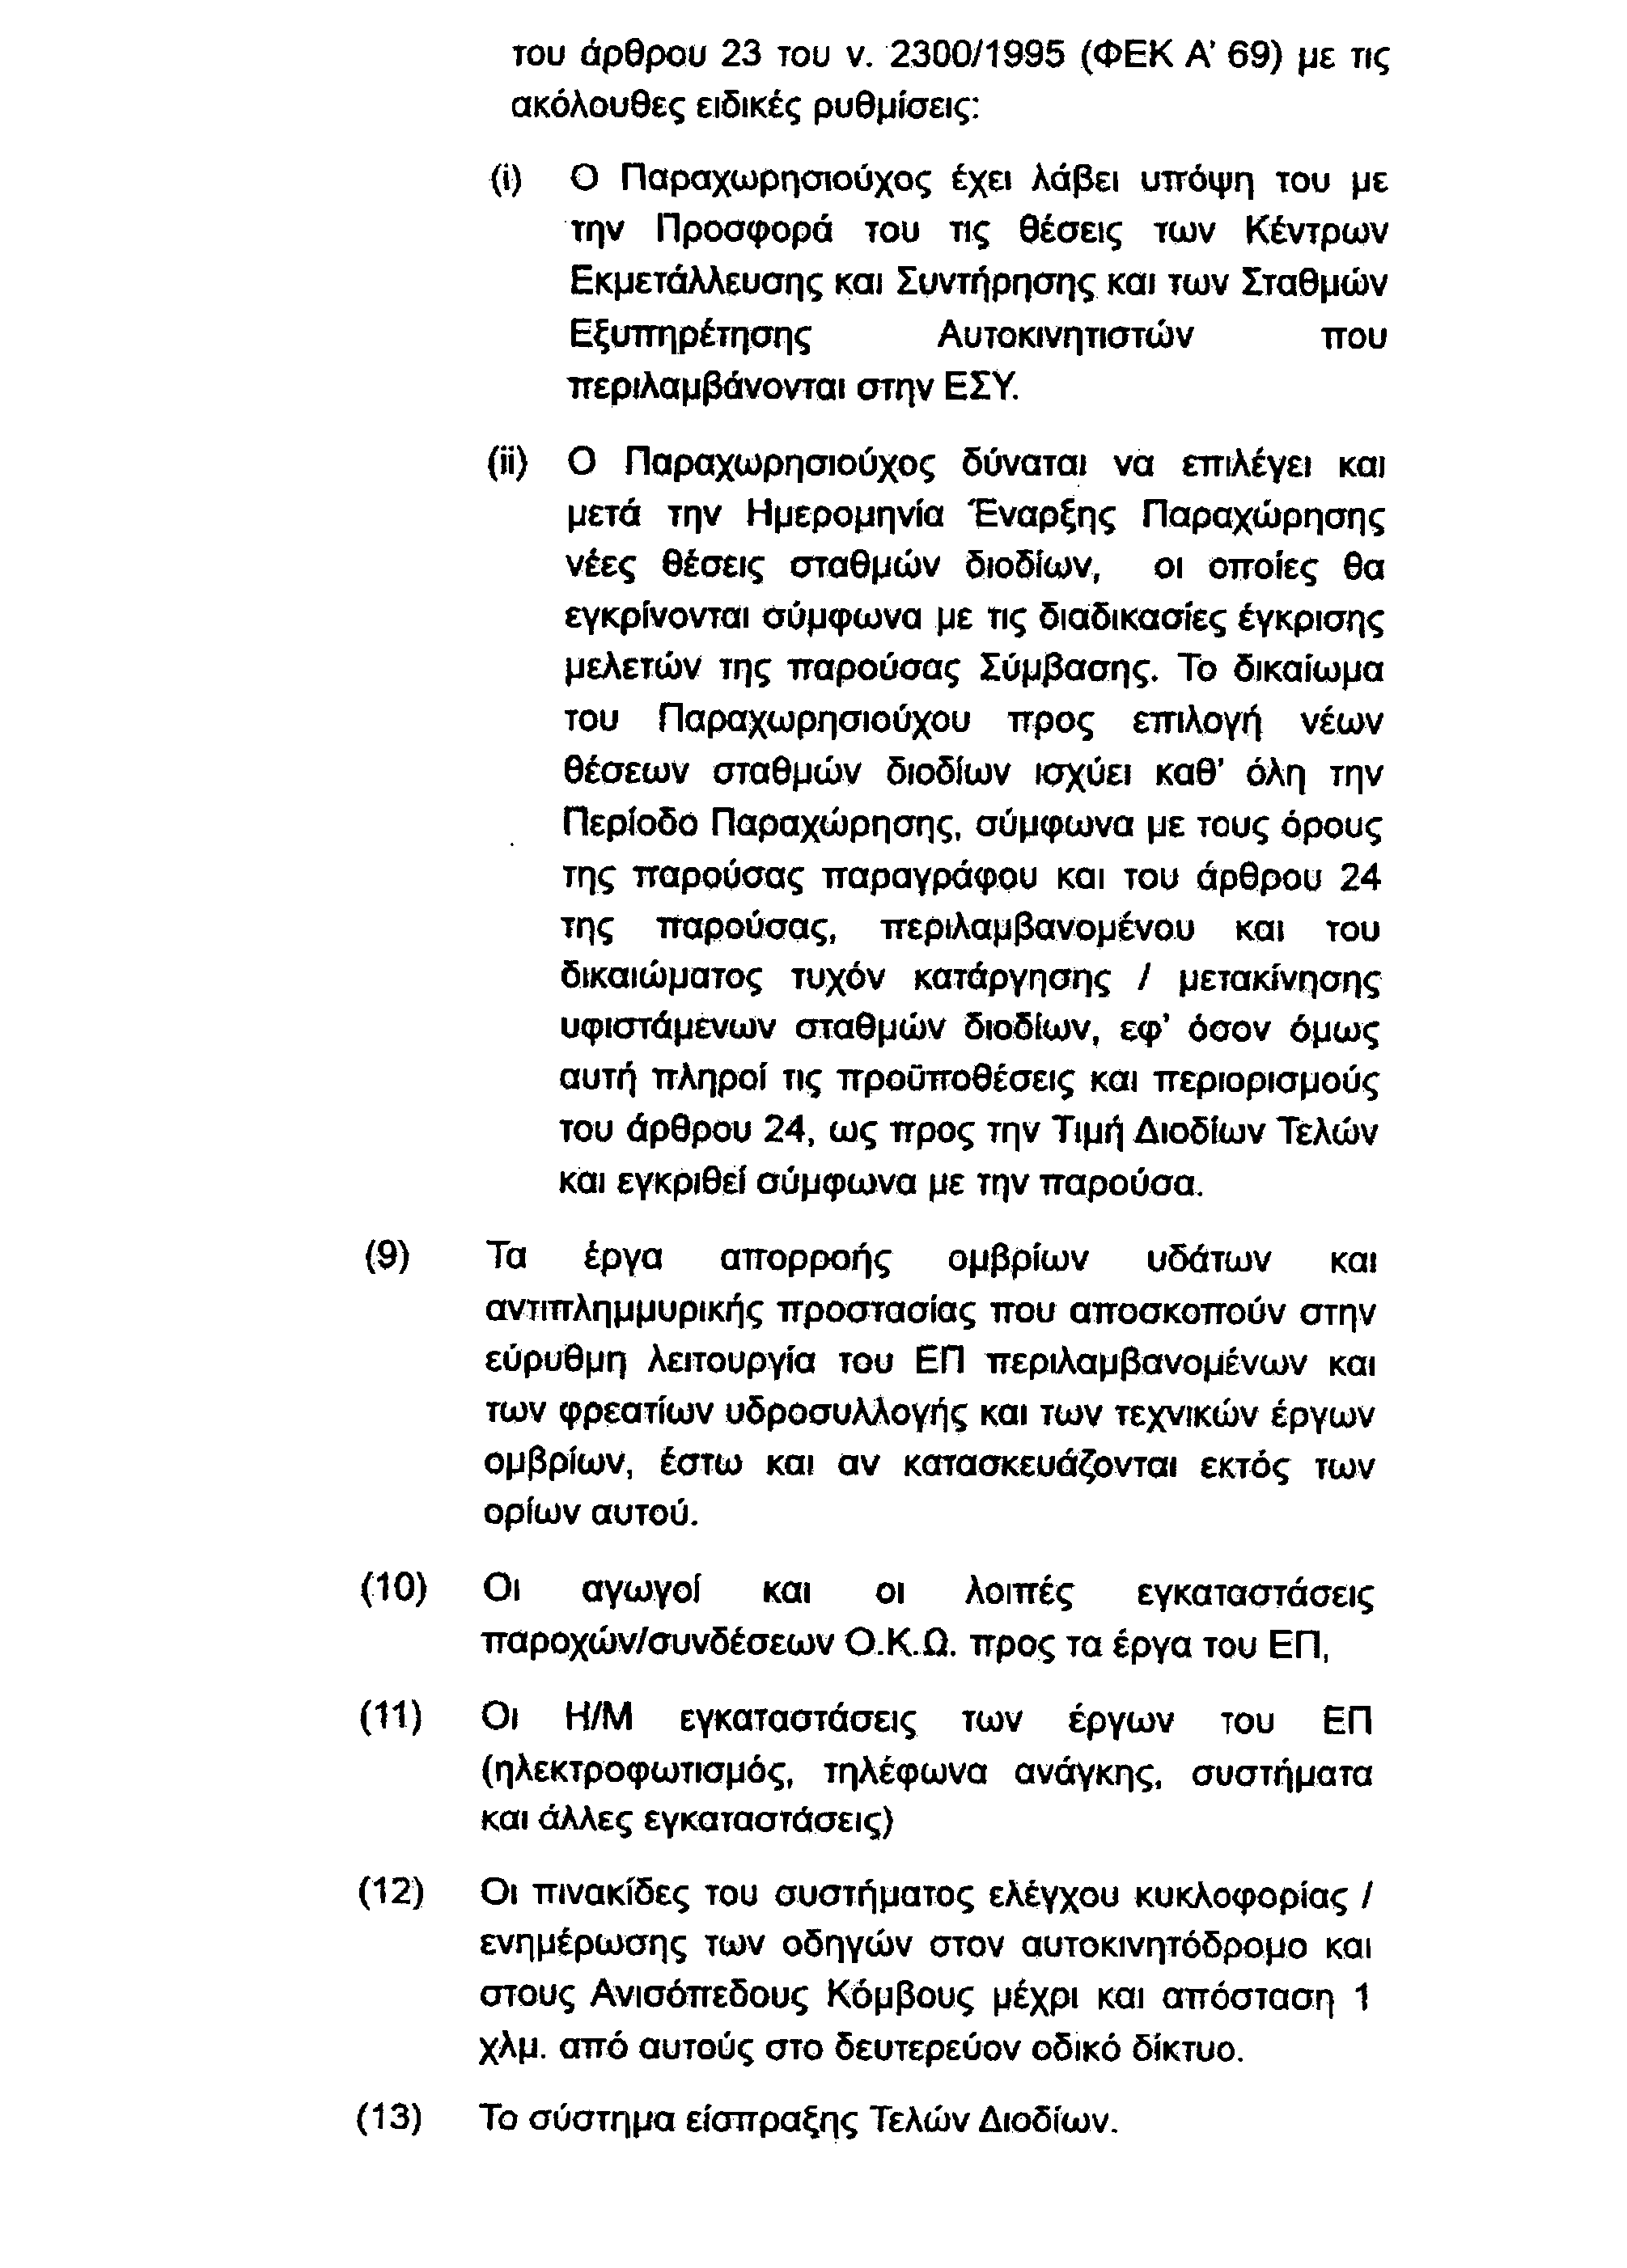 του άρθρου 23 του ν. 2300/1995 (ΦΕΚ Α’ 69) με τις
ακόλουθες ειδικές ρυθμίσεις:
(i) Ο Παραχωρησιούχος έχει λάβει υπόψη του με
την Προσφορά του τις θέσεις των Κέντρων
Εκμετάλλευσης και Συντήρησης και των Σταθμών
Εξυπηρέτησης Αυτοκινητιστών που
περιλαμβάνονται στην ΕΣΥ.
(ii) Ο Παραχωρησιούχος δύναται να επιλέγει και
μετά την Ημερομηνία Έναρξης Παραχώρησης
νέες θέσεις σταθμών διοδίων, οι οποίες θα
εγκρίνονται σύμφωνα με τις διαδικασίες έγκρισης
μελετών της παρούσας Σύμβασης. Το δικαίωμα
του Παραχωρησιούχου προς επιλογή νέων
θέσεων σταθμών διοδίων ισχύει καθ’ όλη την
Περίοδο Παραχώρησης, σύμφωνα με τους όρους
της παρούσας παραγράφου και του άρθρου 24
της παρούσας, περιλαμβανομένου και του
δικαιώματος τυχόν κατάργησης / μετακίνησης
υφιστάμενων σταθμών διοδίων, εφ’ όσον όμως
αυτή πληροί τις προϋποθέσεις και περιορισμούς
του άρθρου 24, ως προς την Τιμή Διοδίων Τελών
και εγκριθεί σύμφωνα με την παρούσα.
(9) Τα έργα απορροής ομβρίων υδάτων και
αντιπλημμυρικής προστασίας που αποσκοπούν στην
εύρυθμη λειτουργία του ΕΠ περιλαμβανομένων και
των φρεατίων υδροσυλλογής και των τεχνικών έργων
ομβρίων, έστω και αν κατασκευάζονται εκτός των
ορίων αυτού.
(10) Οι αγωγοί και οι λοιπές εγκαταστάσεις
παροχών/συνδέσεων Ο.Κ.Ω. προς τα έργα του ΕΠ,
(11) Οι Η/Μ εγκαταστάσεις των έργων του ΕΠ
(ηλεκτροφωτισμός, τηλέφωνα ανάγκης, συστήματα
και άλλες εγκαταστάσεις)
(12) Οι πινακίδες του συστήματος ελέγχου κυκλοφορίας /
ενημέρωσης των οδηγών στον αυτοκινητόδρομο και
στους Ανισόπεδους Κόμβους μέχρι και απόσταση 1
χλμ. από αυτούς στο δευτερεύον οδικό δίκτυο.
(13) Το σύστημα είσπραξης Τελών Διοδίων.